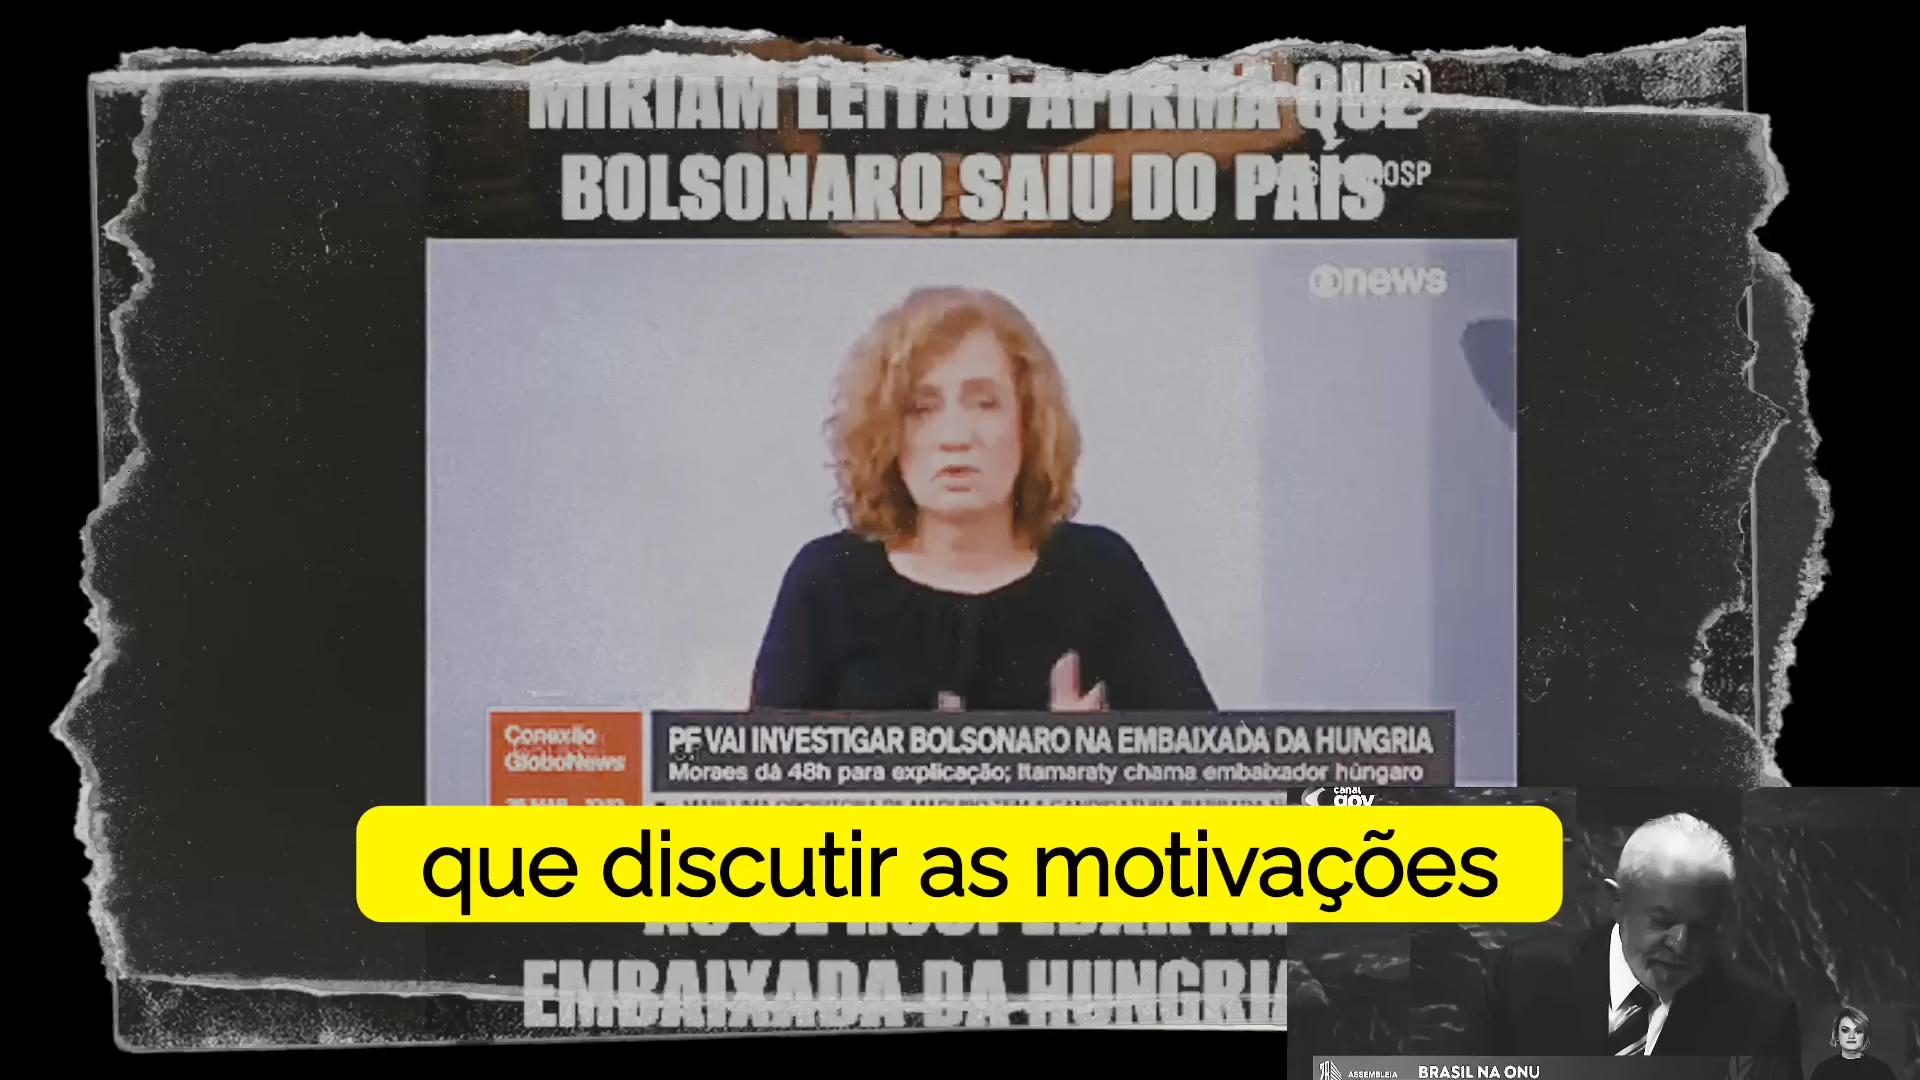 MIRIAM LEITÃO AFIRMA QUE
BOLSONARO SAIU DO PAÍS
news
Conexão
GloboNews
PF VAI INVESTIGAR BOLSONARO NA EMBAIXADA DA HUNGRIA
Moraes dá 48h para explicação; Itamaraty chama embaixador húngaro
canal
gov
que discutir as motivações
EMBAIXADA DA HUNGRIA
ASSEMBLEIA
BRASIL NA ONU